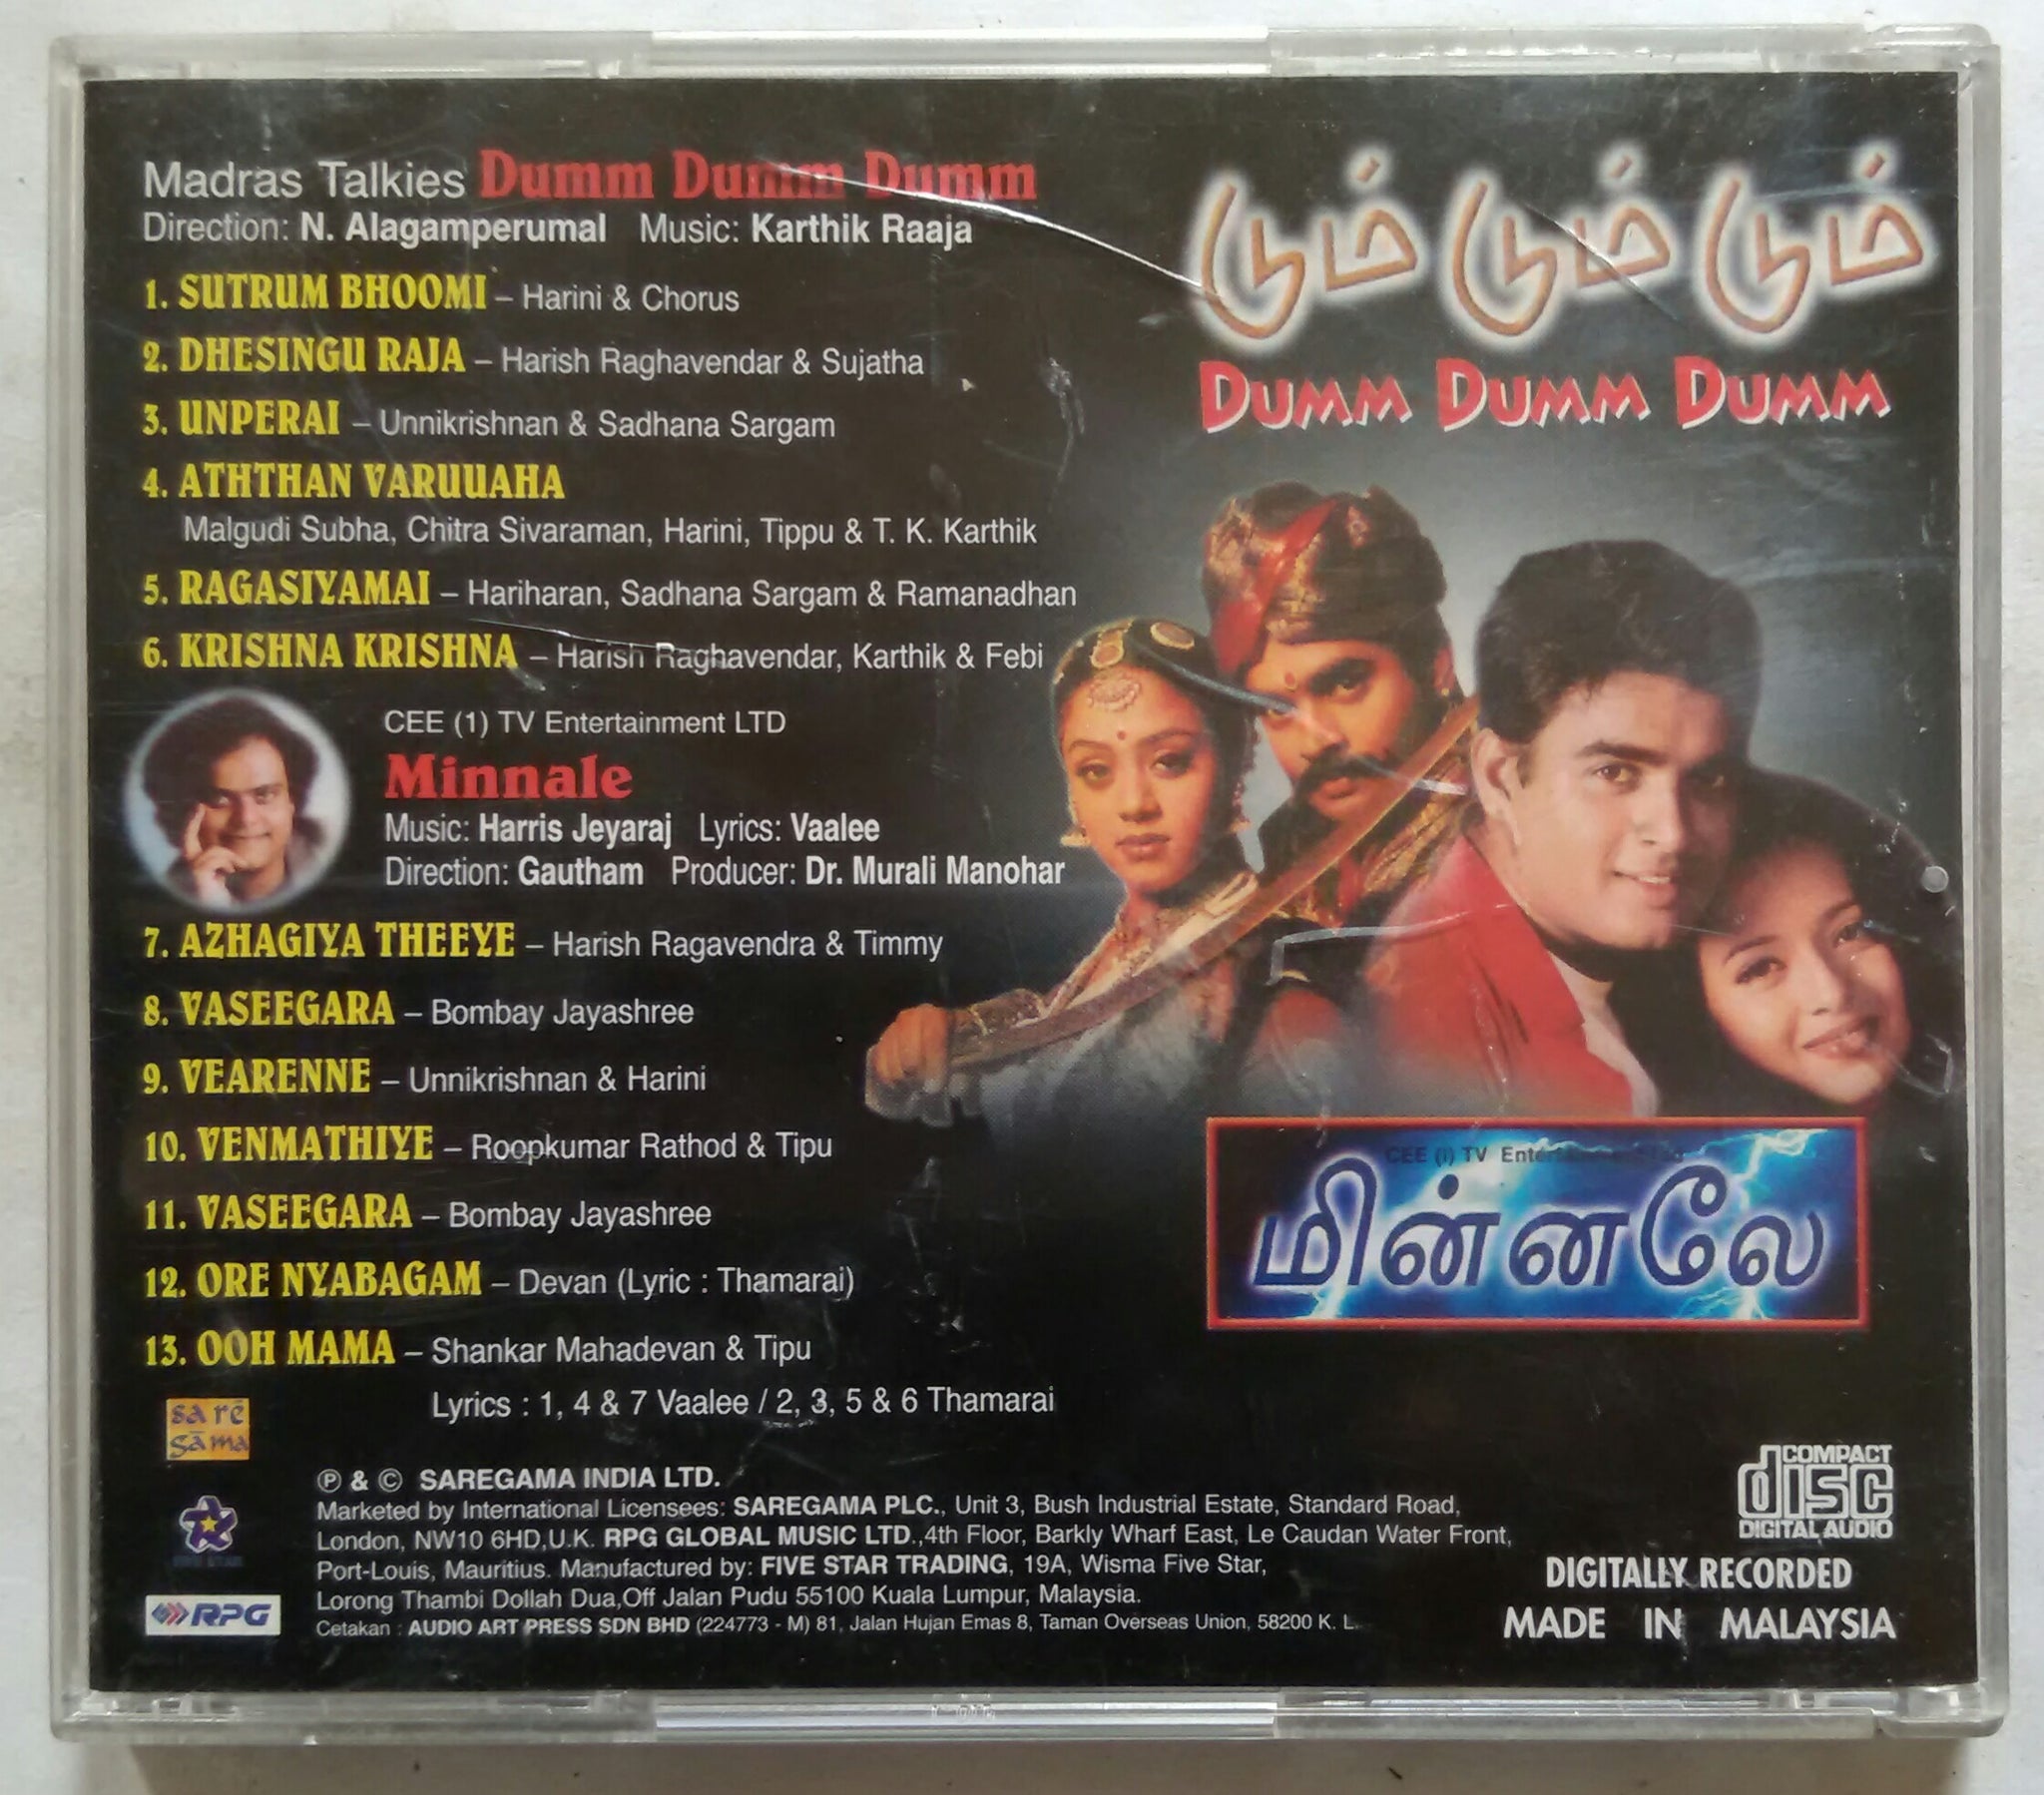 Madras Talkies Dumm Dumm Dumm
Direction: N. Alagamperumal Music: Karthik Raaja
1. SUTRUM BHOOMI – Harini & Chorus
2. DHESINGU RAJA – Harish Raghavendar & Sujatha
3. UNPERAI – Unnikrishnan & Sadhana Sargam
4. ATHTHAN VARUUAHA
Malgudi Subha, Chitra Sivaraman, Harini, Tippu & T. K. Karthik
5. RAGASIYAMAI – Hariharan, Sadhana Sargam & Ramanadhan
6. KRISHNA KRISHNA – Harish Raghavendar, Karthik & Febi
CEE (1) TV Entertainment LTD
Minnale
Music: Harris Jeyaraj Lyrics: Vaalee
Direction: Gautham Producer: Dr. Murali Manohar
7. AZHAGIYA THEEYE – Harish Ragavendra & Timmy
8. VASEEGARA – Bombay Jayashree
9. VEARENNE – Unnikrishnan & Harini
10. VENMATHIYE – Roopkumar Rathod & Tipu
11. VASEEGARA – Bombay Jayashree
12. ORE NYABAGAM – Devan (Lyric : Thamarai)
13. OOH MAMA – Shankar Mahadevan & Tipu
Lyrics : 1, 4 & 7 Vaalee / 2, 3, 5 & 6 Thamarai
டும் டும் டும்
DUMM DUMM DUMM
CEE (I) TV
மின்னலே
sa rē
gāma
RPG
℗ & © SAREGAMA INDIA LTD.
Marketed by International Licensees: SAREGAMA PLC., Unit 3, Bush Industrial Estate, Standard Road,
London, NW10 6HD,U.K. RPG GLOBAL MUSIC LTD.,4th Floor, Barkly Wharf East, Le Caudan Water Front,
Port-Louis, Mauritius. Manufactured by: FIVE STAR TRADING, 19A, Wisma Five Star,
Lorong Thambi Dollah Dua,Off Jalan Pudu 55100 Kuala Lumpur, Malaysia.
Cetakan : AUDIO ART PRESS SDN BHD (224773 - M) 81, Jalan Hujan Emas 8, Taman Overseas Union, 58200 K. L.
COMPACT
disc
DIGITAL AUDIO
DIGITALLY RECORDED
MADE IN MALAYSIA